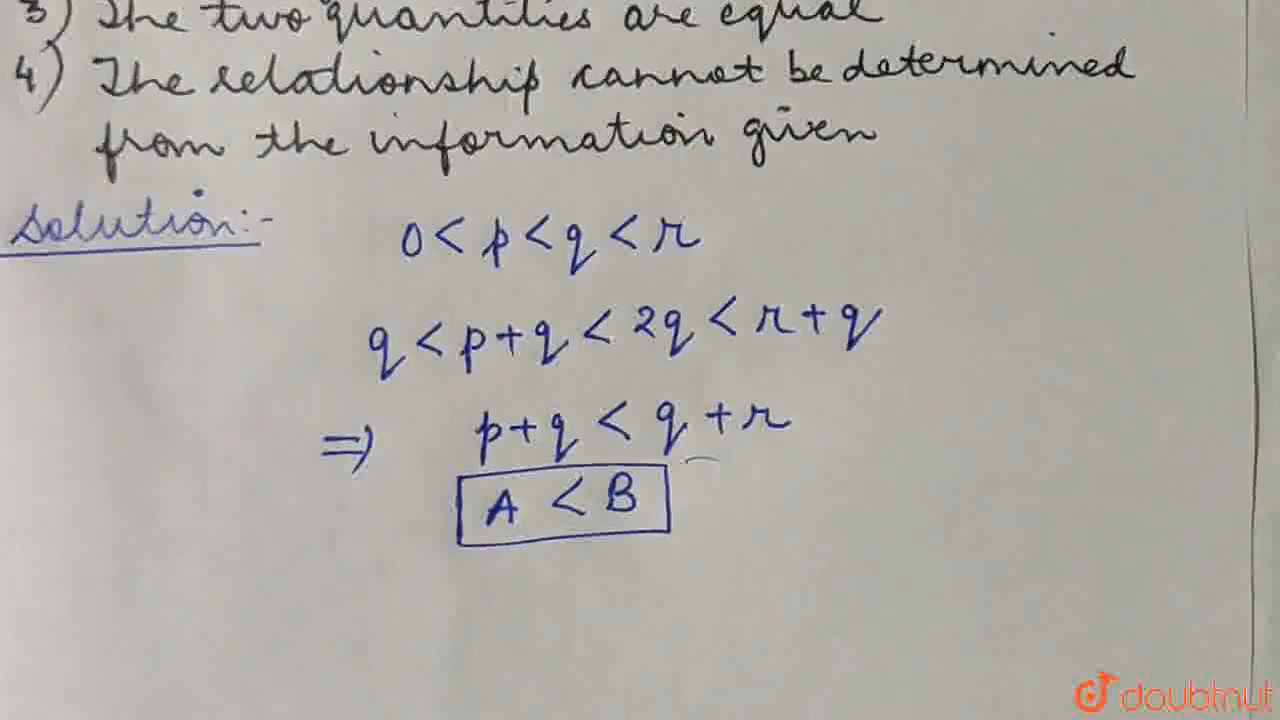 3) The two quantities are equal
4) The relationship cannot be determined
from the information given
Solution:-
0 < p < q < r
q < p + q < 2q < r + q
⇒ p + q < q + r
A < B
doubtnut